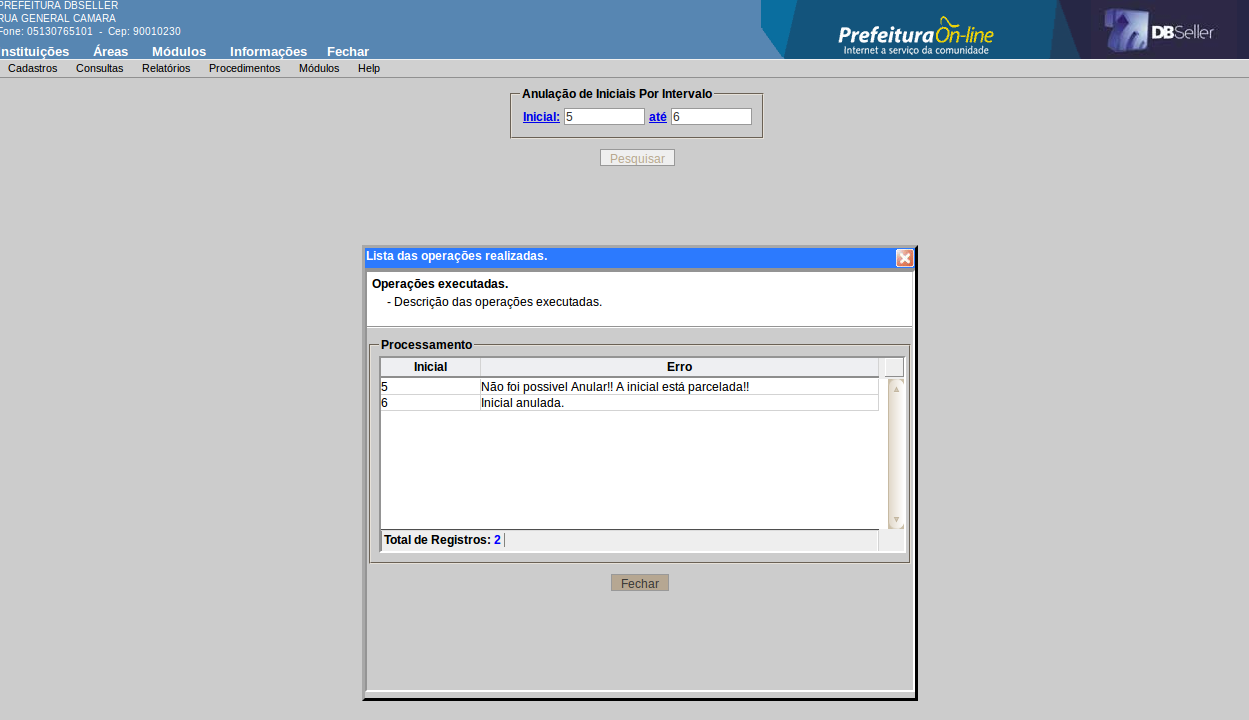 PREFEITURA DBSELLER
RUA GENERAL CAMARA
Fone: 05130765101 - Cep: 90010230
nstituições Áreas Módulos Informações Fechar
PrefeituraOn-line
Internet a serviço da comunidade
DBSeller
Cadastros Consultas Relatórios Procedimentos Módulos Help
Anulação de Iniciais Por Intervalo
Inicial: 5 até 6
Pesquisar
Lista das operações realizadas.
Operações executadas.
- Descrição das operações executadas.
Processamento
Inicial Erro
5 Não foi possivel Anular!! A inicial está parcelada!!
6 Inicial anulada.
Total de Registros: 2
Fechar